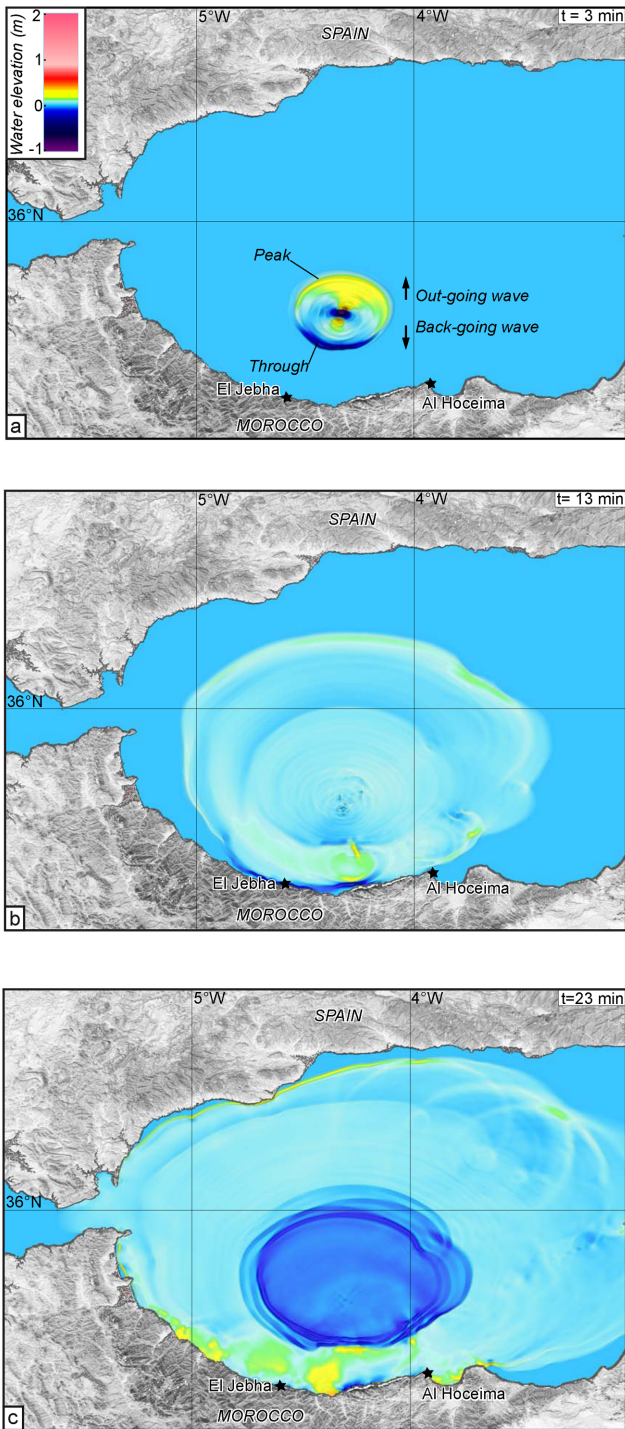 2
1
0
-1
Water elevation (m)
5°W
4°W
SPAIN
t = 3 min
36°N
Peak
Out-going wave
Back-going wave
Through
El Jebha
Al Hoceima
MOROCCO
a
5°W
4°W
SPAIN
t= 13 min
36°N
El Jebha
Al Hoceima
MOROCCO
b
5°W
4°W
SPAIN
t=23 min
36°N
El Jebha
Al Hoceima
MOROCCO
c